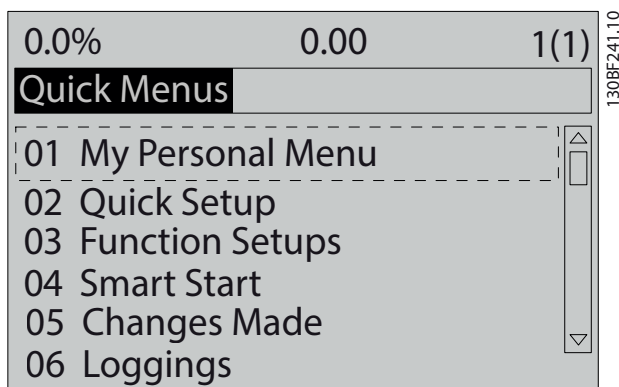 0.0% 0.00 1(1)
Quick Menus
01 My Personal Menu
02 Quick Setup
03 Function Setups
04 Smart Start
05 Changes Made
06 Loggings
130BF241.10